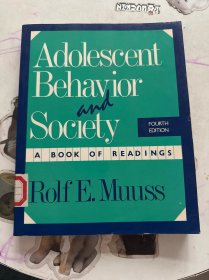 Adolescent
Behavior
and
Society
FOURTH
EDITION
A BOOK OF READINGS
Rolf E. Muuss